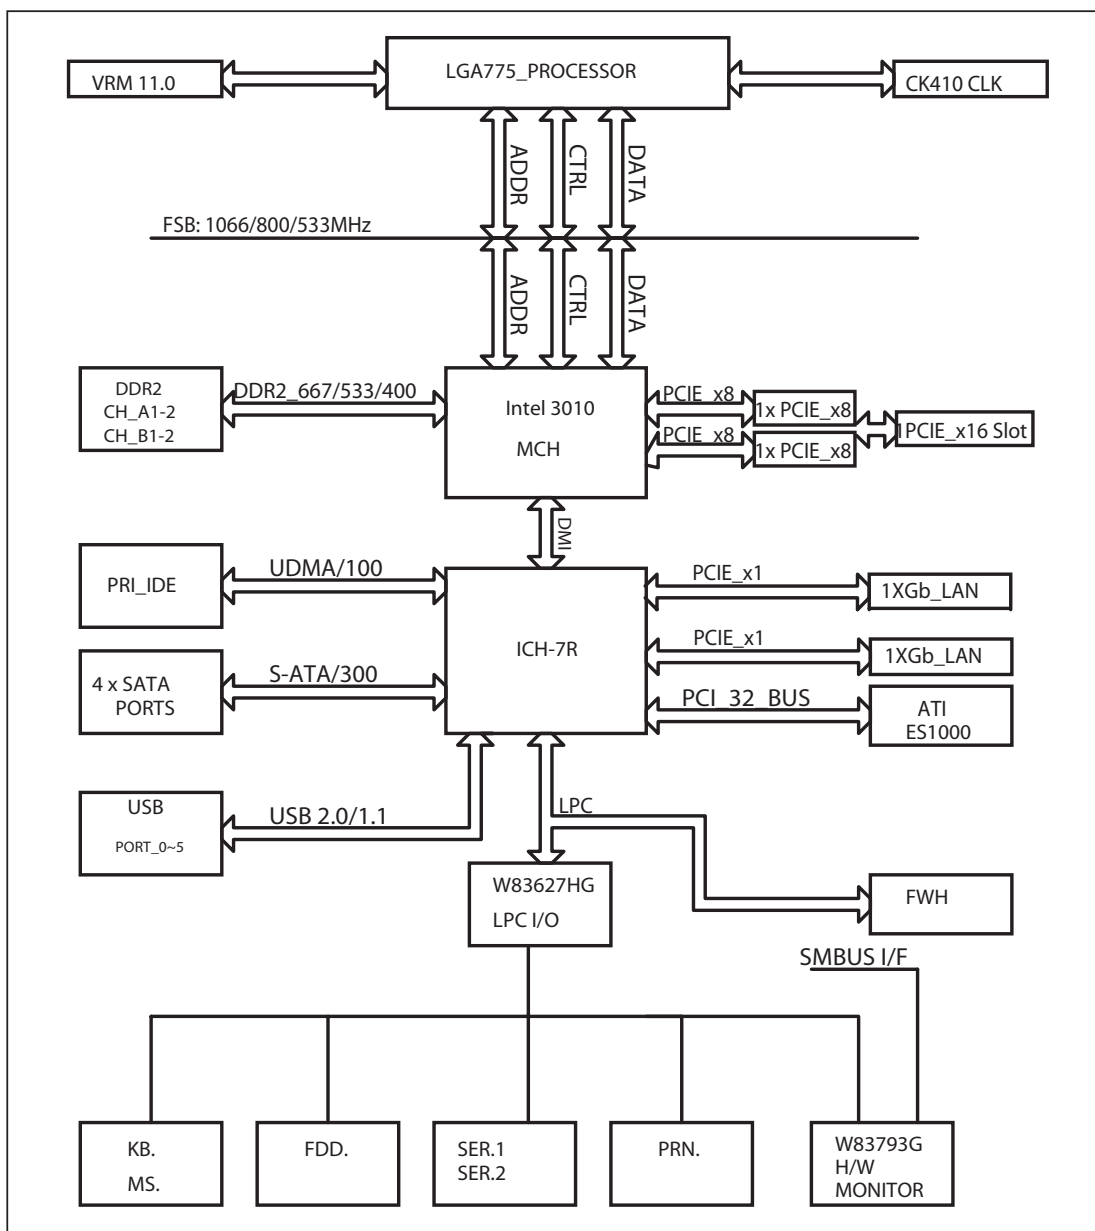 LGA775_PROCESSOR
VRM 11.0
CK410 CLK
ADDR
CTRL
DATA
FSB: 1066/800/533MHz
ADDR
CTRL
DATA
DDR2
CH_A1-2
CH_B1-2
DDR2_667/533/400
Intel 3010
MCH
PCIE_x8
1x PCIE_x8
PCIE_x8
1x PCIE_x8
1PCIE_x16 Slot
DMI
PRI_IDE
UDMA/100
ICH-7R
PCIE_x1
1XGb_LAN
PCIE_x1
1XGb_LAN
4 x SATA
PORTS
S-ATA/300
PCI_32_BUS
ATI
ES1000
USB
PORT_0~5
USB 2.0/1.1
LPC
W83627HG
LPC I/O
FWH
SMBUS I/F
KB.
MS.
FDD.
SER.1
SER.2
PRN.
W83793G
H/W
MONITOR